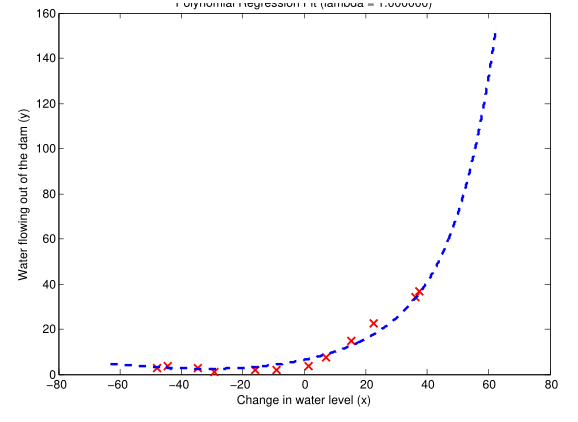 Polynomial Regression Fit (lambda = 1.000000)
160
140
120
100
80
60
40
20
0
Water flowing out of the dam (y)
−80 −60 −40 −20 0 20 40 60 80
Change in water level (x)